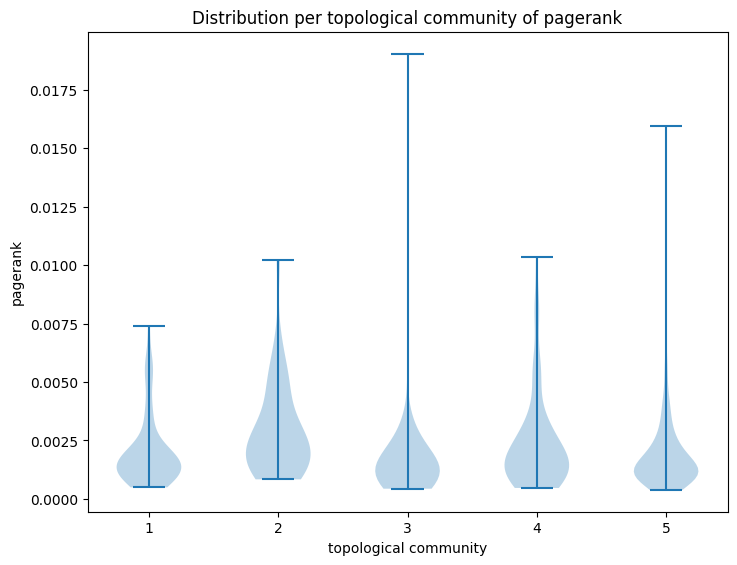 Distribution per topological community of pagerank
0.0175
0.0150
0.0125
0.0100
0.0075
0.0050
0.0025
0.0000
pagerank
1 2 3 4 5
topological community